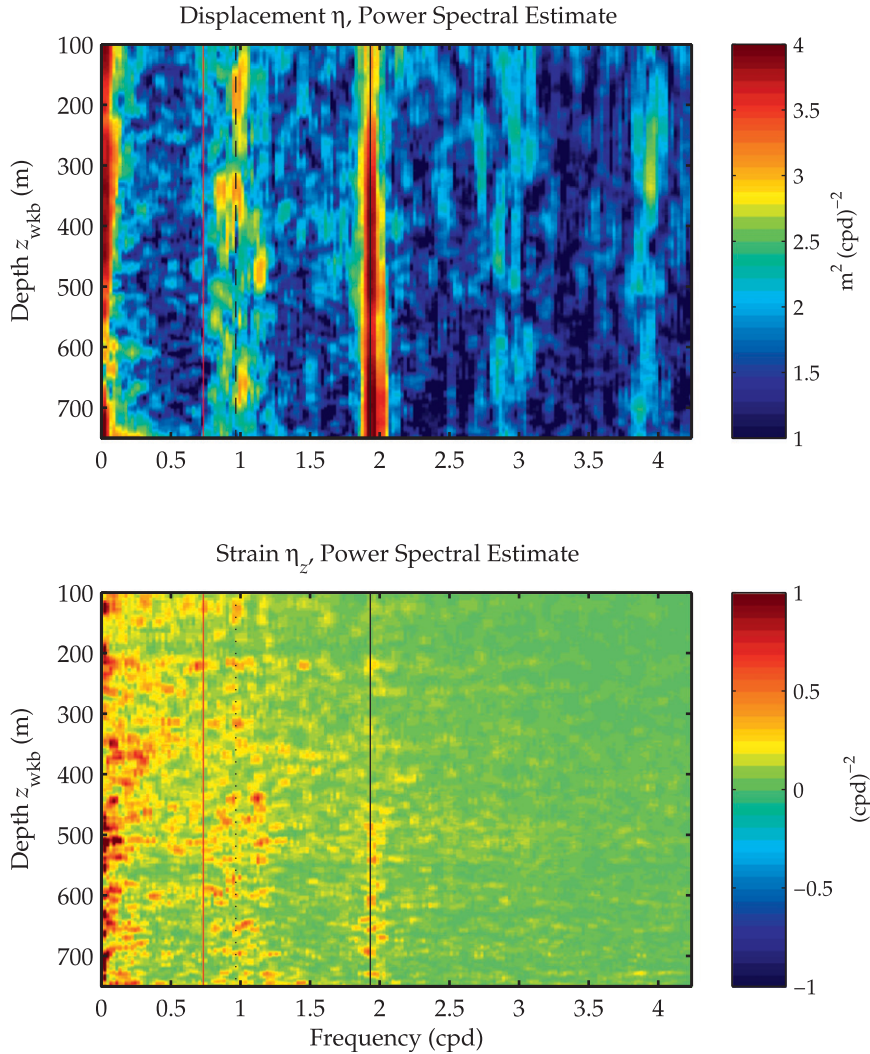 Displacement η, Power Spectral Estimate
100
200
300
400
500
600
700
Depth z_wkb (m)
0 0.5 1 1.5 2 2.5 3 3.5 4
4
3.5
3
2.5
2
1.5
1
m² (cpd)⁻²
Strain η_z, Power Spectral Estimate
100
200
300
400
500
600
700
Depth z_wkb (m)
0 0.5 1 1.5 2 2.5 3 3.5 4
Frequency (cpd)
1
0.5
0
−0.5
−1
(cpd)⁻²